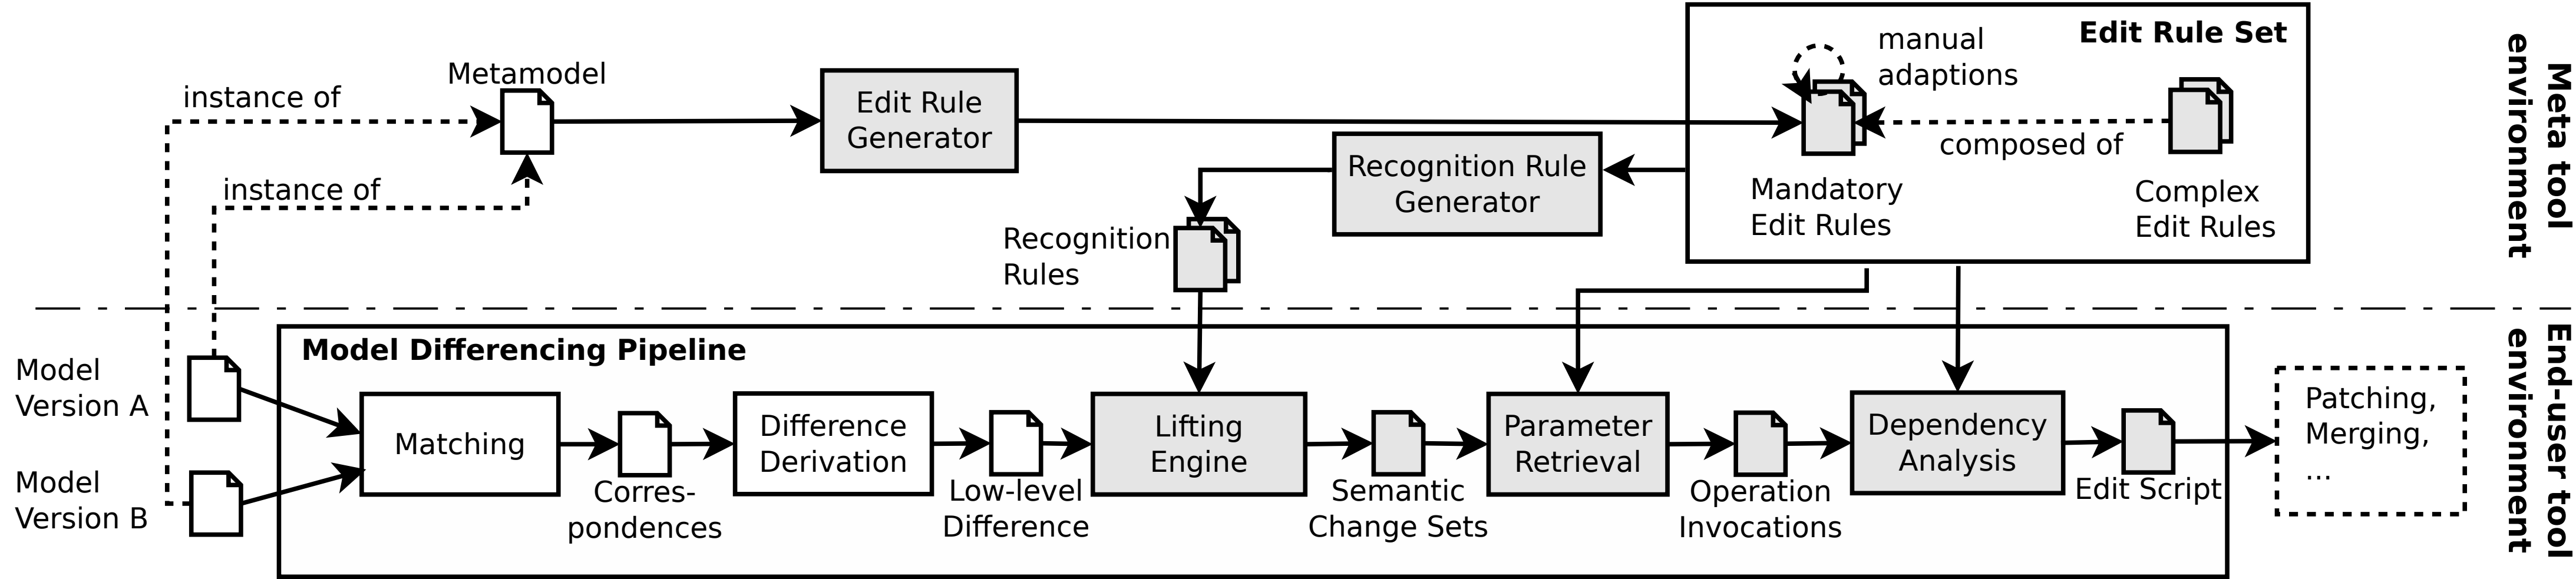 Metamodel
instance of
instance of
Edit Rule
Generator
Recognition Rule
Generator
Recognition
Rules
Edit Rule Set
manual
adaptions
composed of
Mandatory
Edit Rules
Complex
Edit Rules
Meta tool
environment
Model
Version A
Model
Version B
Model Differencing Pipeline
Matching
Corres-
pondences
Difference
Derivation
Low-level
Difference
Lifting
Engine
Semantic
Change Sets
Parameter
Retrieval
Operation
Invocations
Dependency
Analysis
Edit Script
Patching,
Merging,
...
End-user tool
environment